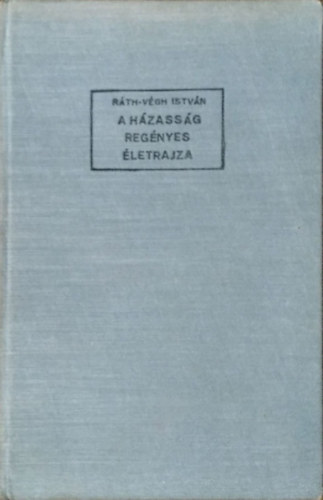 RÁTH-VÉGH ISTVÁN
A HÁZASSÁG
REGÉNYES
ÉLETRAJZA